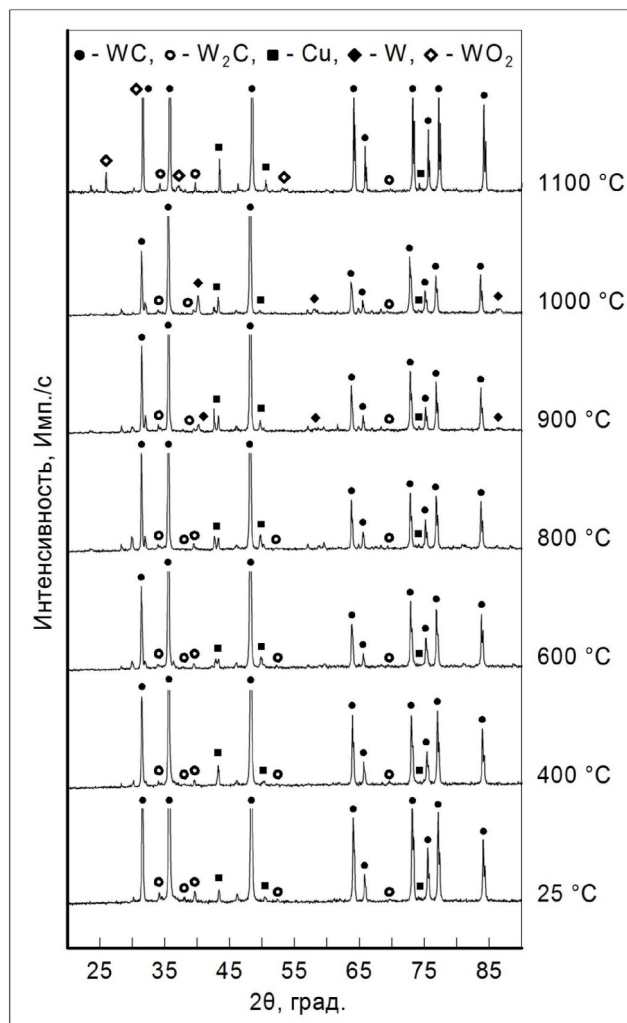 ● - WC, ○ - W₂C, ■ - Cu, ◆ - W, ◇ - WO₂
1100 °C
1000 °C
900 °C
800 °C
600 °C
400 °C
25 °C
Интенсивность, Имп./с
25 35 45 55 65 75 85
2θ, град.